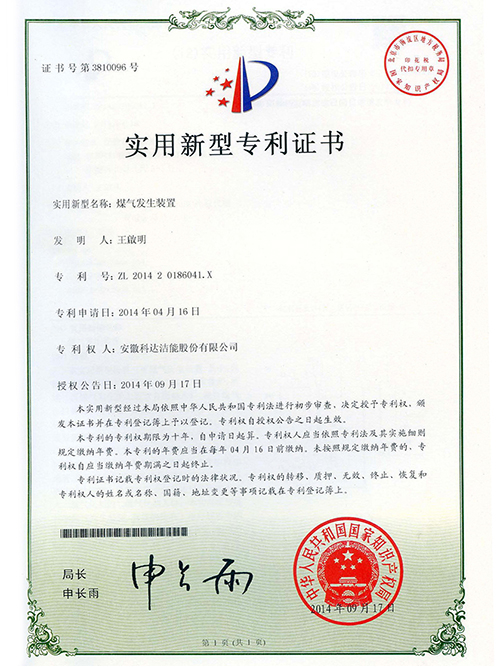 证书号第3810096号
印花税
代扣专用章
实用新型专利证书
实用新型名称：煤气发生装置
发明人：王啟明
专利号：ZL 2014 2 0186041.X
专利申请日：2014年04月16日
专利权人：安徽科达洁能股份有限公司
授权公告日：2014年09月17日
本实用新型经过本局依照中华人民共和国专利法进行初步审查，决定授予专利权，颁
发本证书并在专利登记簿上予以登记。专利权自授权公告之日起生效。
本专利的专利权期限为十年，自申请日起算。专利权人应当依照专利法及其实施细则
规定缴纳年费。本专利的年费应当在每年04月16日前缴纳。未按照规定缴纳年费的，专
利权自应当缴纳年费期满之日起终止。
专利证书记载专利权登记时的法律状况。专利权的转移、质押、无效、终止、恢复和
专利权人的姓名或名称、国籍、地址变更等事项记载在专利登记簿上。
局长
申长雨
申长雨
中华人民共和国国家知识产权局
2014年09月17日
第1页（共1页）